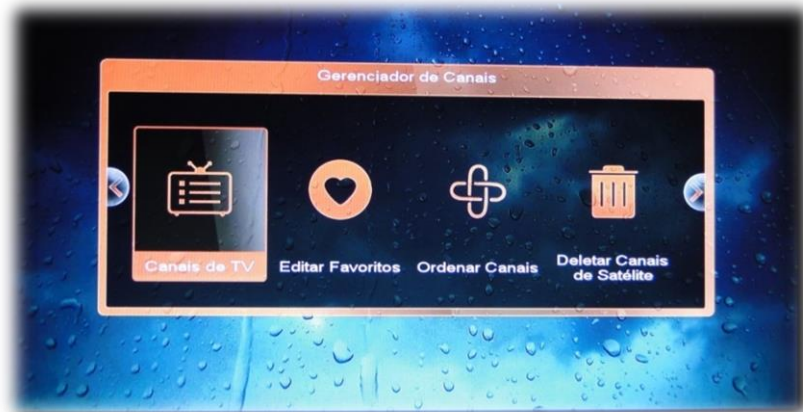 Gerenciador de Canais
Canais de TV
Editar Favoritos
Ordenar Canais
Deletar Canais
de Satélite